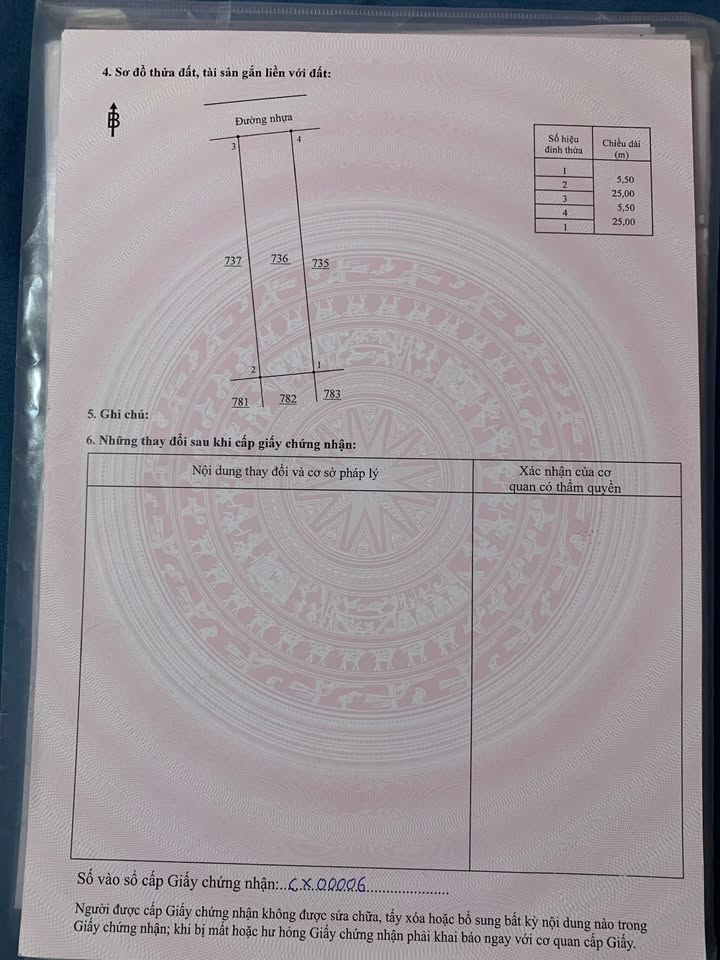 4. Sơ đồ thửa đất, tài sản gắn liền với đất:
B
Đường nhựa
3
4
737
736
735
2
1
781
782
783
Số hiệu đỉnh thửa
Chiều dài (m)
1
5,50
2
25,00
3
5,50
4
25,00
1
5. Ghi chú:
6. Những thay đổi sau khi cấp giấy chứng nhận:
Nội dung thay đổi và cơ sở pháp lý
Xác nhận của cơ
quan có thẩm quyền
Số vào sổ cấp Giấy chứng nhận:..CX00006.....................
Người được cấp Giấy chứng nhận không được sửa chữa, tẩy xóa hoặc bổ sung bất kỳ nội dung nào trong
Giấy chứng nhận; khi bị mất hoặc hư hỏng Giấy chứng nhận phải khai báo ngay với cơ quan cấp Giấy.